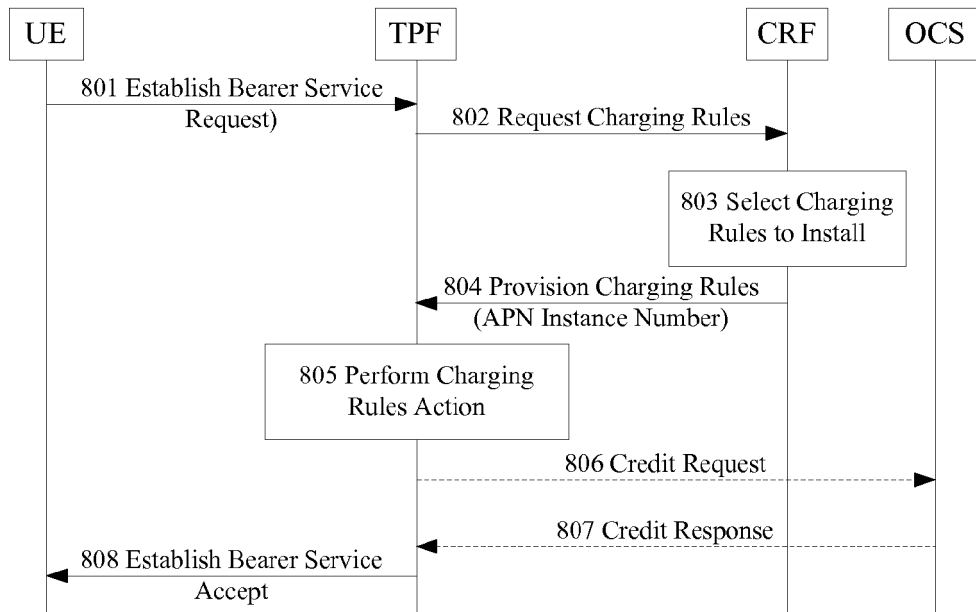 UE
TPF
CRF
OCS
801 Establish Bearer Service
Request)
802 Request Charging Rules
803 Select Charging
Rules to Install
804 Provision Charging Rules
(APN Instance Number)
805 Perform Charging
Rules Action
806 Credit Request
807 Credit Response
808 Establish Bearer Service
Accept